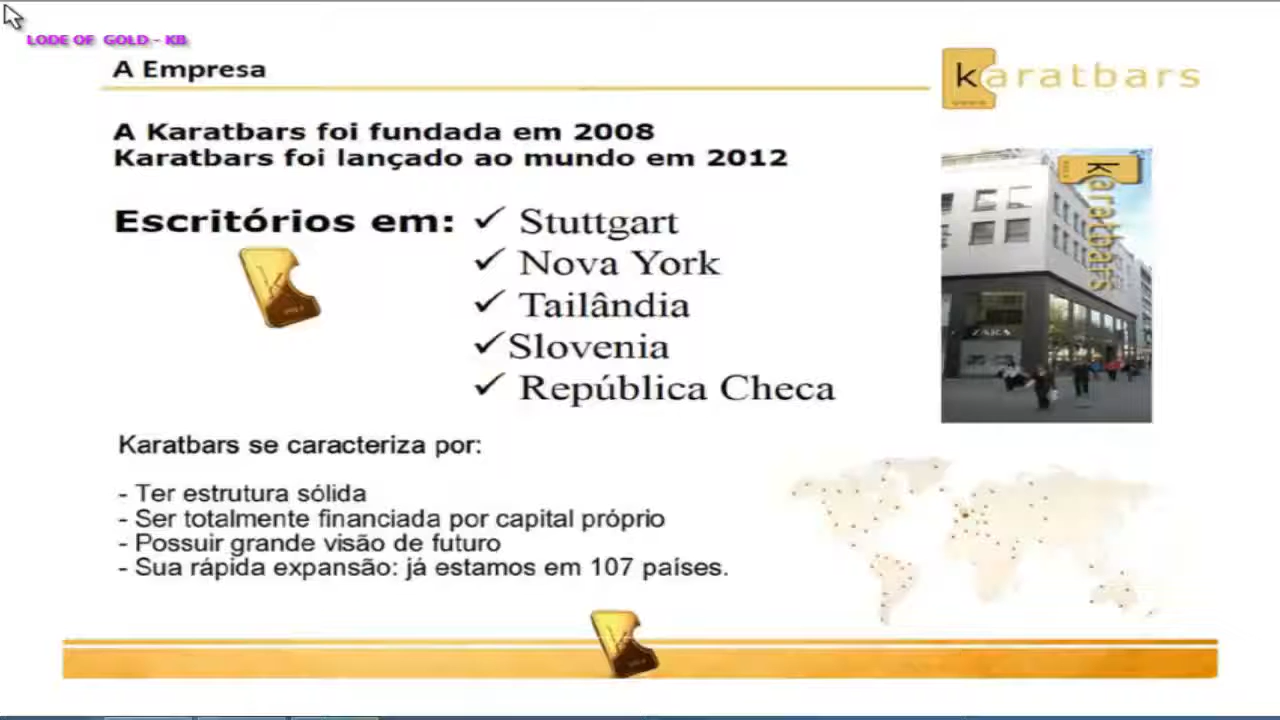 LODE OF GOLD - KB
A Empresa
karatbars
A Karatbars foi fundada em 2008
Karatbars foi lançado ao mundo em 2012
Escritórios em:
✓ Stuttgart
✓ Nova York
✓ Tailândia
✓Slovenia
✓ República Checa
karatbars
ZARA
Karatbars se caracteriza por:
- Ter estrutura sólida
- Ser totalmente financiada por capital próprio
- Possuir grande visão de futuro
- Sua rápida expansão: já estamos em 107 países.